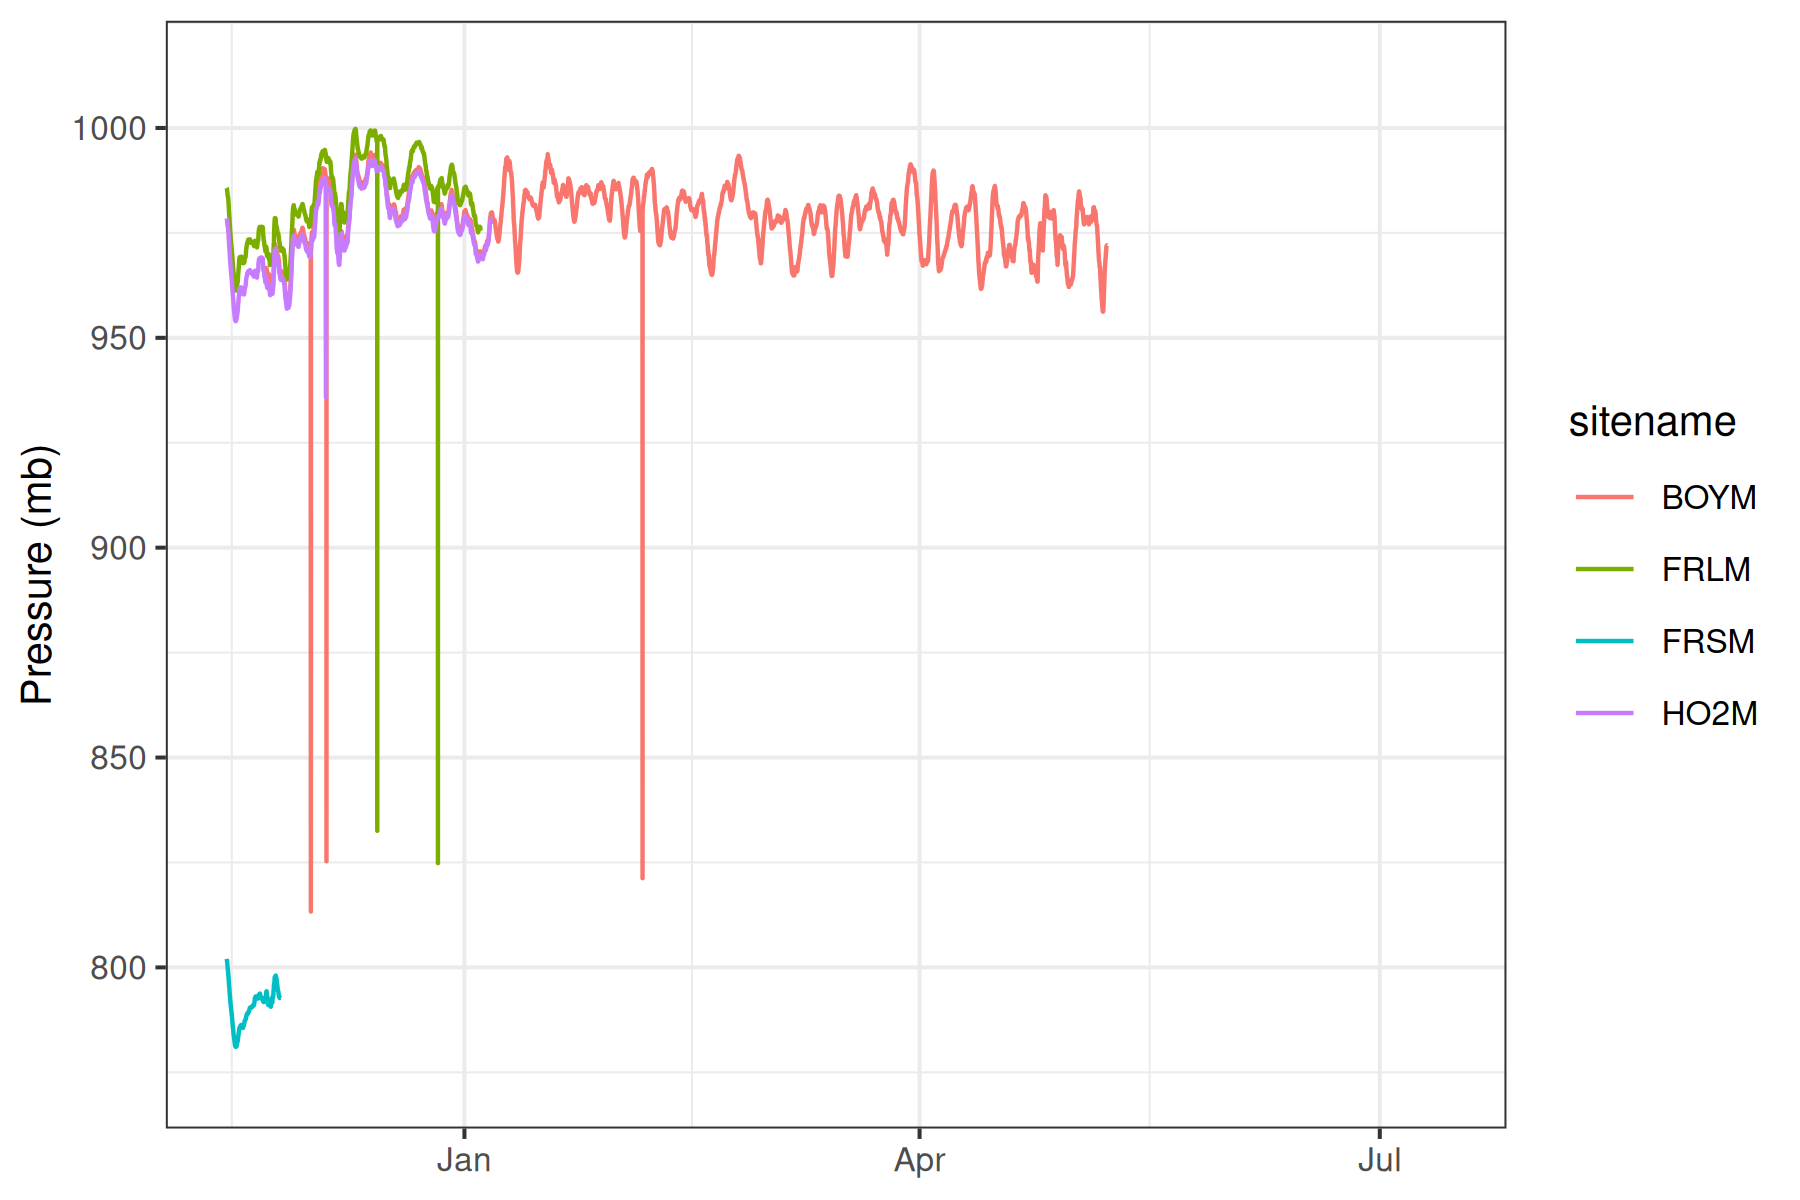 Pressure (mb)
1000
950
900
850
800
Jan
Apr
Jul
sitename
BOYM
FRLM
FRSM
HO2M